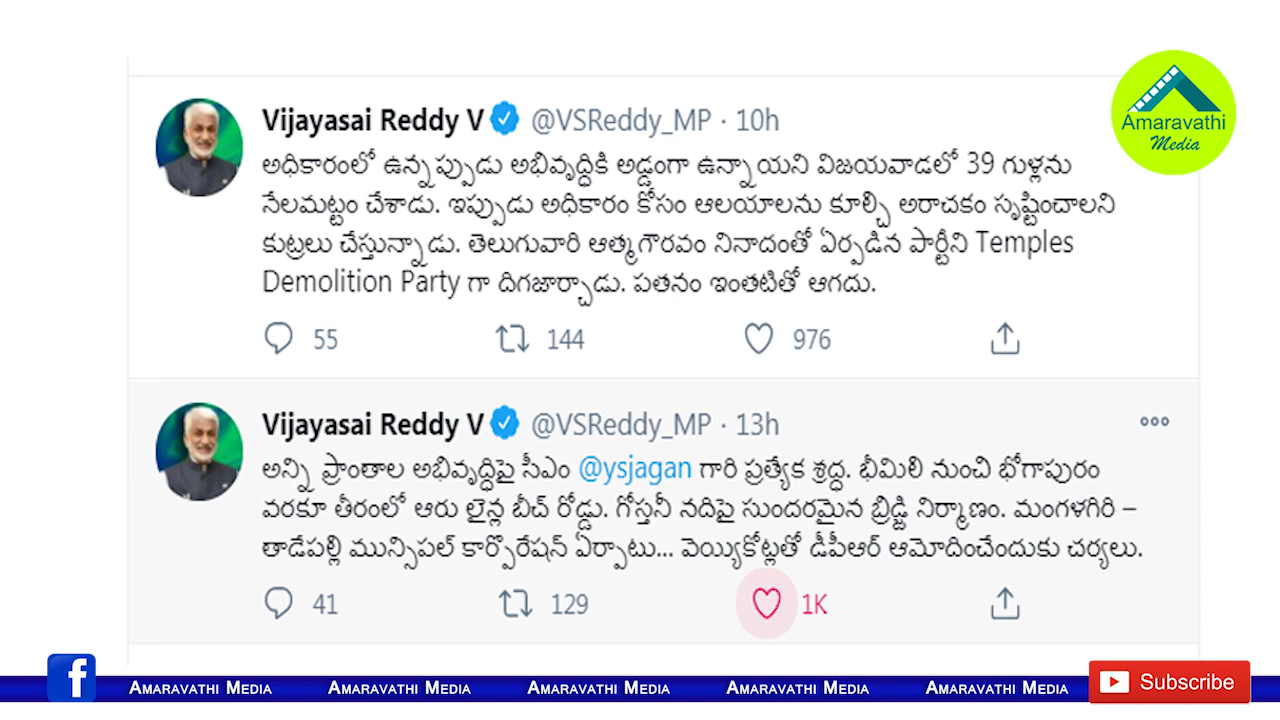 Vijayasai Reddy V @VSReddy_MP · 10h
అధికారంలో ఉన్నప్పుడు అభివృద్ధికి అడ్డంగా ఉన్నాయని విజయవాడలో 39 గుళ్లను
నేలమట్టం చేశాడు. ఇప్పుడు అధికారం కోసం ఆలయాలను కూల్చి అరాచకం సృష్టించాలని
కుట్రలు చేస్తున్నాడు. తెలుగువారి ఆత్మగౌరవం నినాదంతో ఏర్పడిన పార్టీని Temples
Demolition Party గా దిగజార్చాడు. పతనం ఇంతటితో ఆగదు.
55 144 976
Vijayasai Reddy V @VSReddy_MP · 13h
అన్ని ప్రాంతాల అభివృద్ధిపై సీఎం @ysjagan గారి ప్రత్యేక శ్రద్ధ. భీమిలి నుంచి భోగాపురం
వరకూ తీరంలో ఆరు లైన్ల బీచ్ రోడ్డు. గోస్తనీ నదిపై సుందరమైన బ్రిడ్జి నిర్మాణం. మంగళగిరి –
తాడేపల్లి మున్సిపల్ కార్పొరేషన్ ఏర్పాటు... వెయ్యికోట్లతో డీపీఆర్ ఆమోదించేందుకు చర్యలు.
41 129 1K
Amaravathi
Media
f Amaravathi Media Amaravathi Media Amaravathi Media Amaravathi Media Amaravathi Media Subscribe